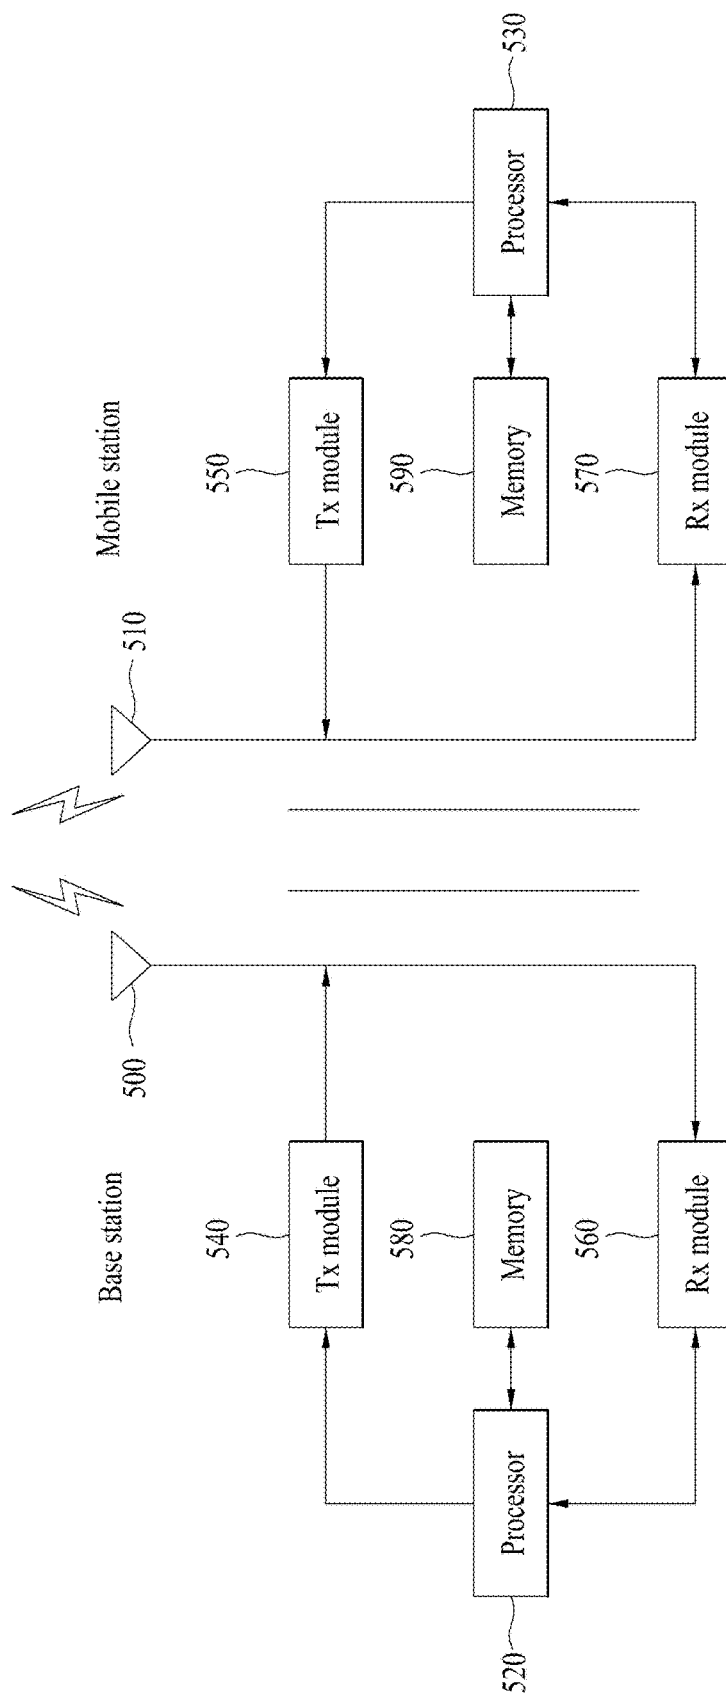 Base station
Mobile station
500
510
540
Tx module
550
Tx module
520
Processor
580
Memory
590
Memory
Processor
530
560
Rx module
570
Rx module